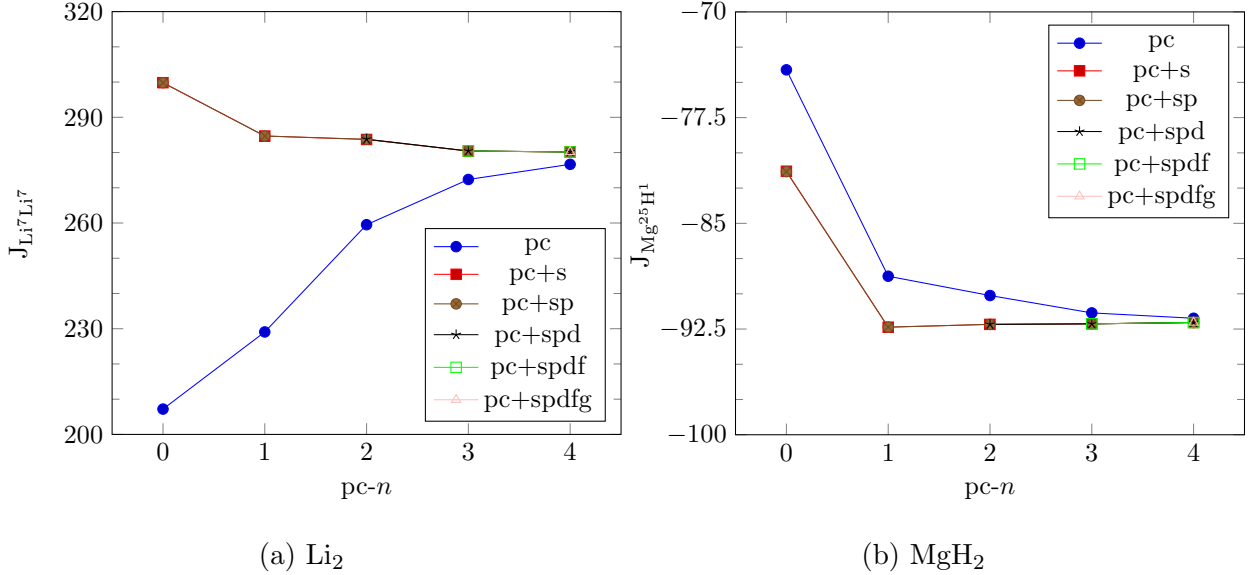 320
290
260
230
200
J_{Li^7Li^7}
0 1 2 3 4
pc-n
pc
pc+s
pc+sp
pc+spd
pc+spdf
pc+spdfg
(a) Li₂
−70
−77.5
−85
−92.5
−100
J_{Mg^{25}H^1}
0 1 2 3 4
pc-n
pc
pc+s
pc+sp
pc+spd
pc+spdf
pc+spdfg
(b) MgH₂